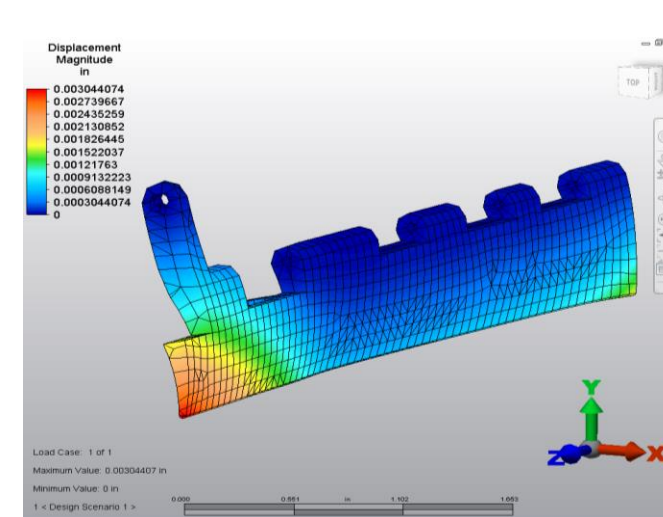 Displacement
Magnitude
in
0.003044074
0.002739667
0.002435259
0.002130852
0.001826445
0.001522037
0.00121763
0.0009132223
0.0006088149
0.0003044074
0
TOP
Y
Z
X
Load Case: 1 of 1
Maximum Value: 0.00304407 in
Minimum Value: 0 in
1 < Design Scenario 1 >
0.000 0.551 in 1.102 1.653